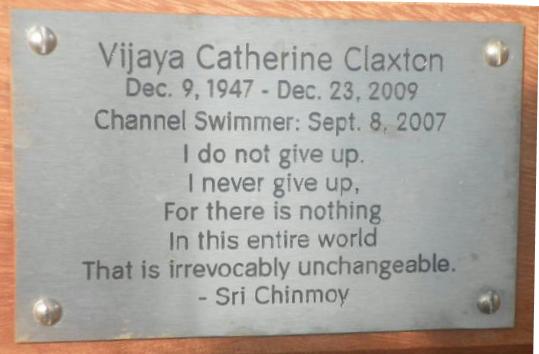 Vijaya Catherine Claxton
Dec. 9, 1947 - Dec. 23, 2009
Channel Swimmer: Sept. 8, 2007
I do not give up.
I never give up,
For there is nothing
In this entire world
That is irrevocably unchangeable.
- Sri Chinmoy